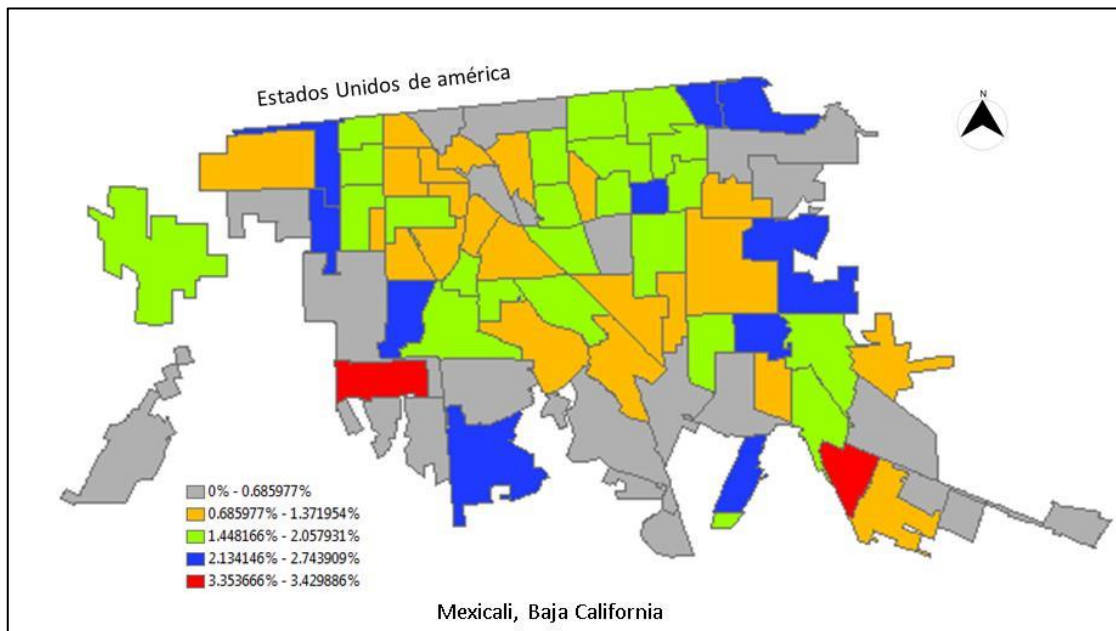 Estados Unidos de américa
N
0% - 0.685977%
0.685977% - 1.371954%
1.448166% - 2.057931%
2.134146% - 2.743909%
3.353666% - 3.429886%
Mexicali, Baja California